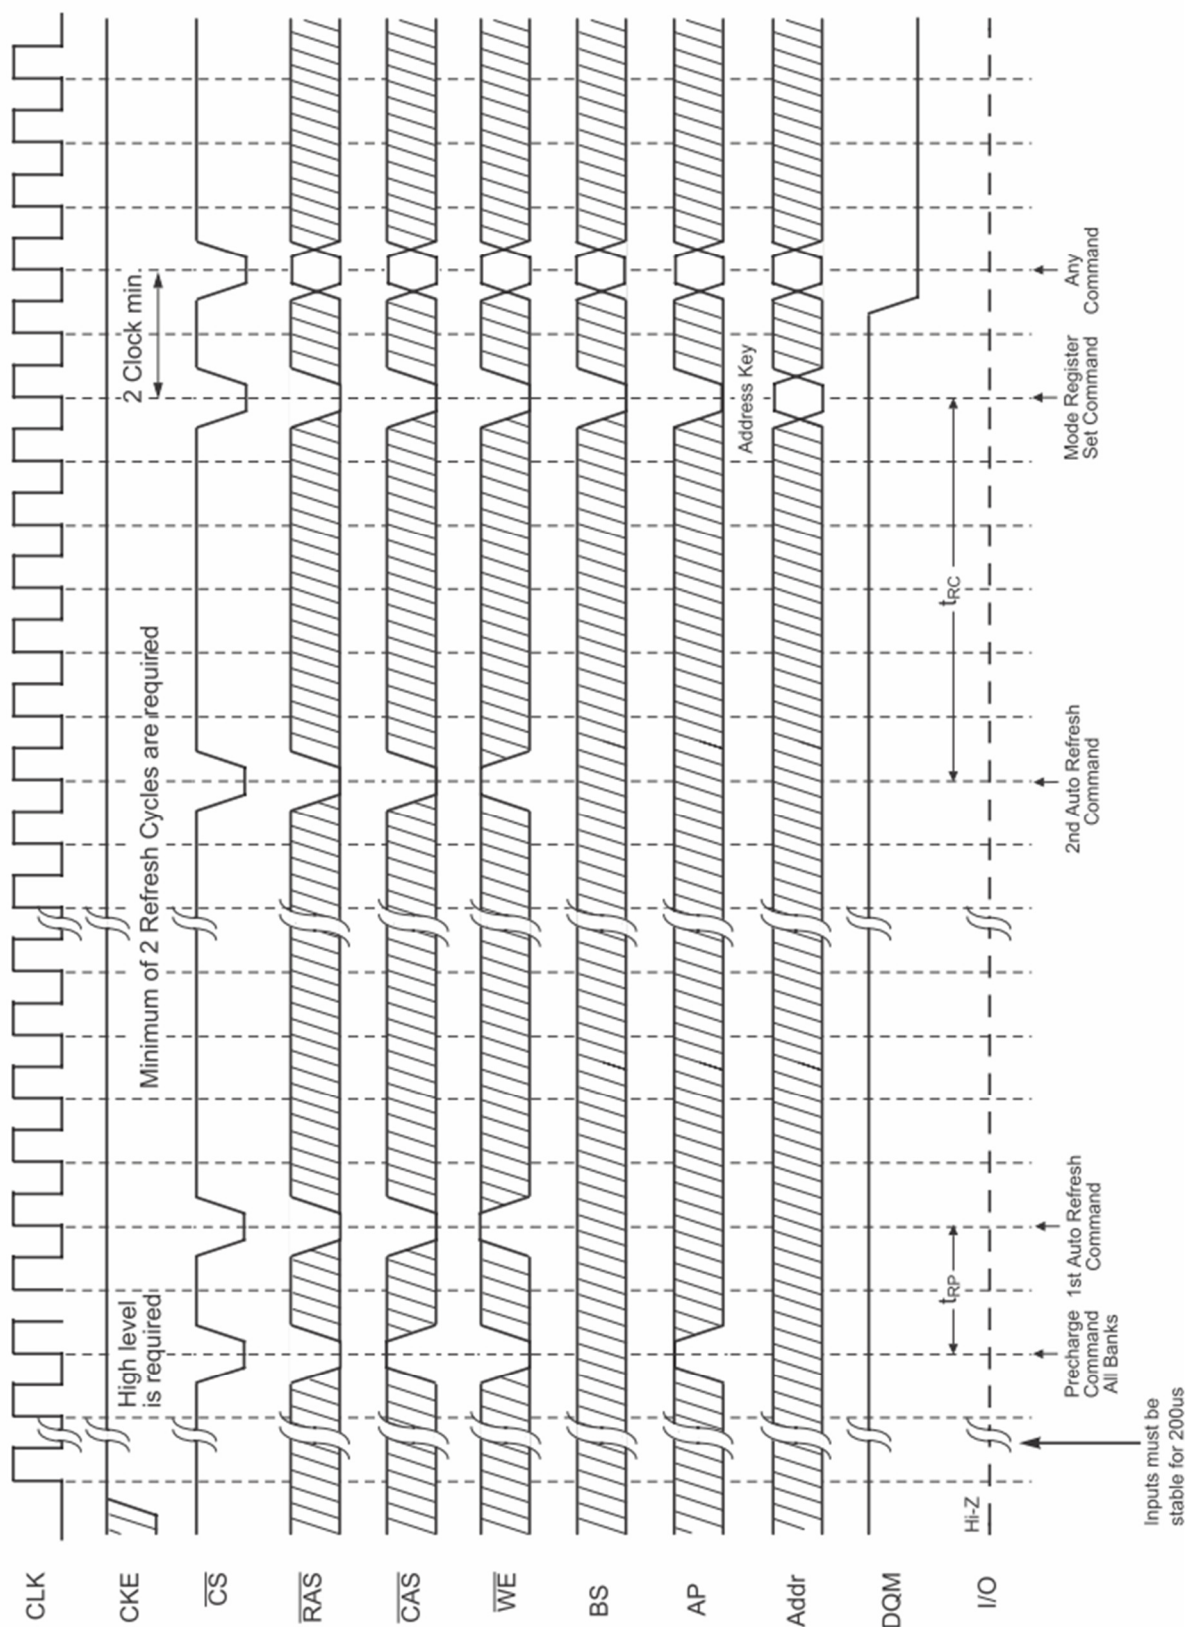 CLK
CKE
CS
RAS
CAS
WE
BS
AP
Addr
DQM
I/O
High level
is required
Minimum of 2 Refresh Cycles are required
2 Clock min.
Address Key
tRP
tRC
Hi-Z
Inputs must be
stable for 200us
Precharge
Command
All Banks
1st Auto Refresh
Command
2nd Auto Refresh
Command
Mode Register
Set Command
Any
Command